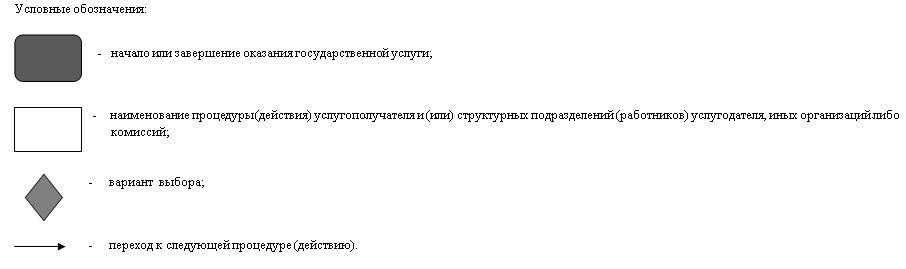 Условные обозначения:
- начало или завершение оказания государственной услуги;
- наименование процедуры (действия) услугополучателя и (или) структурных подразделений (работников) услугодателя, иных организаций либо
комиссий;
- вариант выбора;
- переход к следующей процедуре (действию).